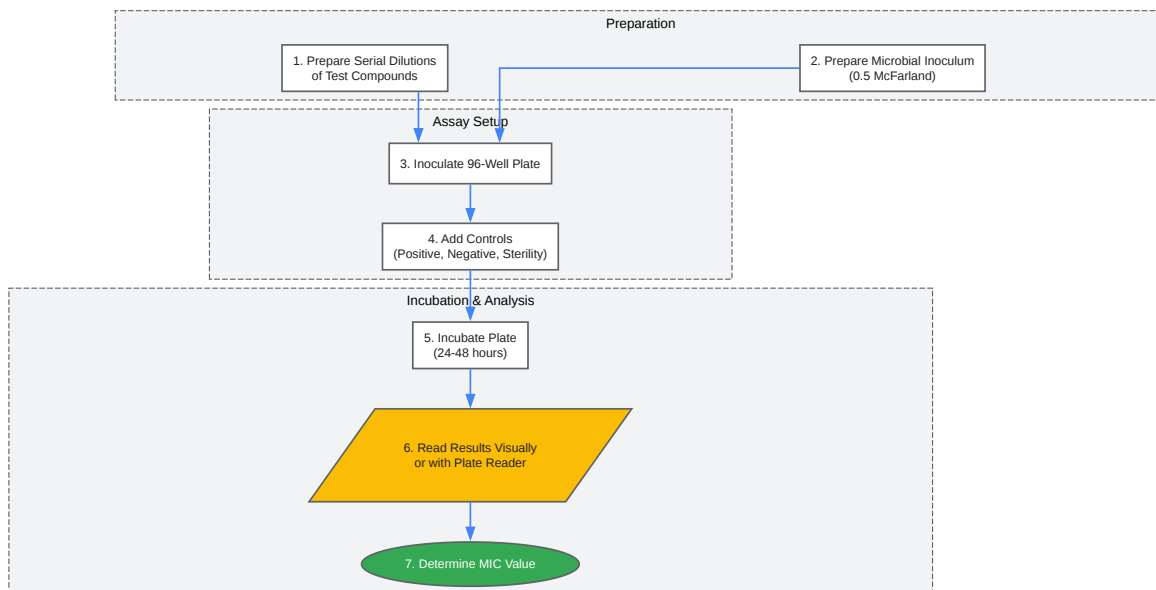 Preparation
1. Prepare Serial Dilutions
of Test Compounds
2. Prepare Microbial Inoculum
(0.5 McFarland)
Assay Setup
3. Inoculate 96-Well Plate
4. Add Controls
(Positive, Negative, Sterility)
Incubation & Analysis
5. Incubate Plate
(24-48 hours)
6. Read Results Visually
or with Plate Reader
7. Determine MIC Value